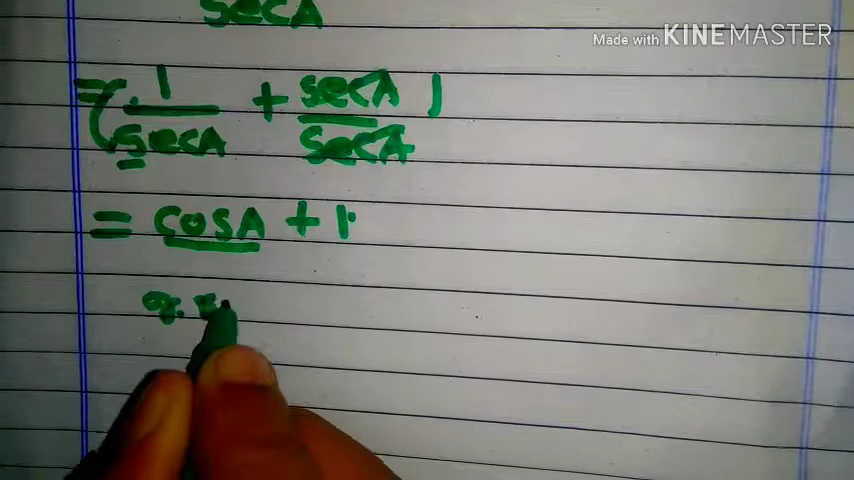 Made with KINEMASTER
secA
= 1/secA + secA/secA
= cosA + 1